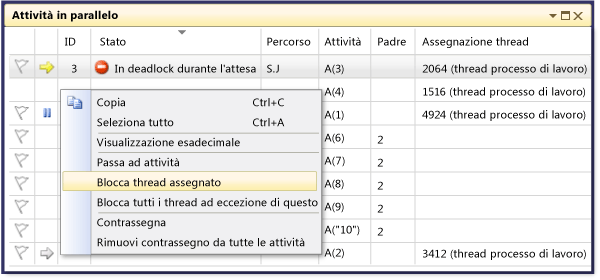 Attività in parallelo
ID Stato Percorso Attività Padre Assegnazione thread
3 In deadlock durante l'attesa S.J A(3) 2064 (thread processo di lavoro)
A(4) 1516 (thread processo di lavoro)
Copia Ctrl+C A(1) 4924 (thread processo di lavoro)
Seleziona tutto Ctrl+A
Visualizzazione esadecimale A(6) 2
Passa ad attività A(7) 2
Blocca thread assegnato A(8) 2
Blocca tutti i thread ad eccezione di questo A(9) 2
Contrassegna A("10") 2
Rimuovi contrassegno da tutte le attività A(2) 3412 (thread processo di lavoro)